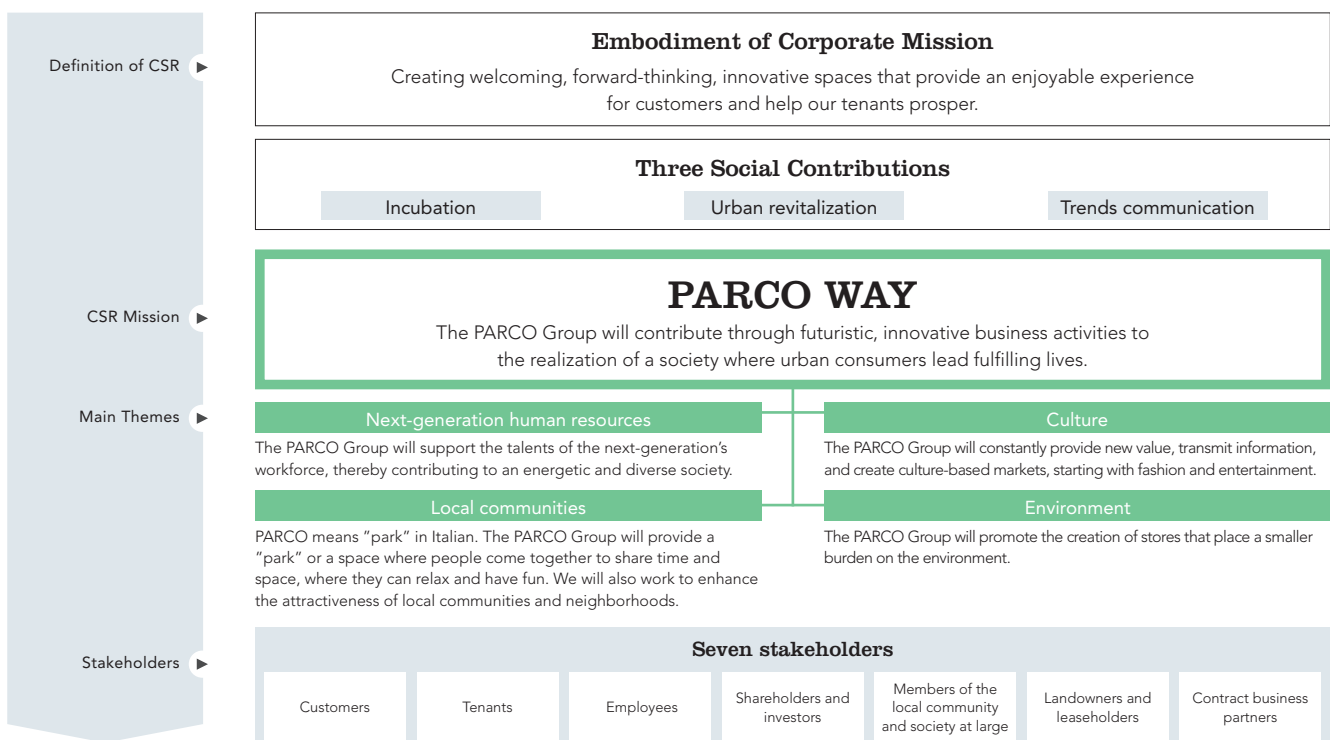 Definition of CSR
Embodiment of Corporate Mission
Creating welcoming, forward-thinking, innovative spaces that provide an enjoyable experience
for customers and help our tenants prosper.
Three Social Contributions
Incubation
Urban revitalization
Trends communication
CSR Mission
PARCO WAY
The PARCO Group will contribute through futuristic, innovative business activities to
the realization of a society where urban consumers lead fulfilling lives.
Main Themes
Next-generation human resources
The PARCO Group will support the talents of the next-generation's
workforce, thereby contributing to an energetic and diverse society.
Culture
The PARCO Group will constantly provide new value, transmit information,
and create culture-based markets, starting with fashion and entertainment.
Local communities
PARCO means "park" in Italian. The PARCO Group will provide a
"park" or a space where people come together to share time and
space, where they can relax and have fun. We will also work to enhance
the attractiveness of local communities and neighborhoods.
Environment
The PARCO Group will promote the creation of stores that place a smaller
burden on the environment.
Stakeholders
Seven stakeholders
Customers
Tenants
Employees
Shareholders and
investors
Members of the
local community
and society at large
Landowners and
leaseholders
Contract business
partners